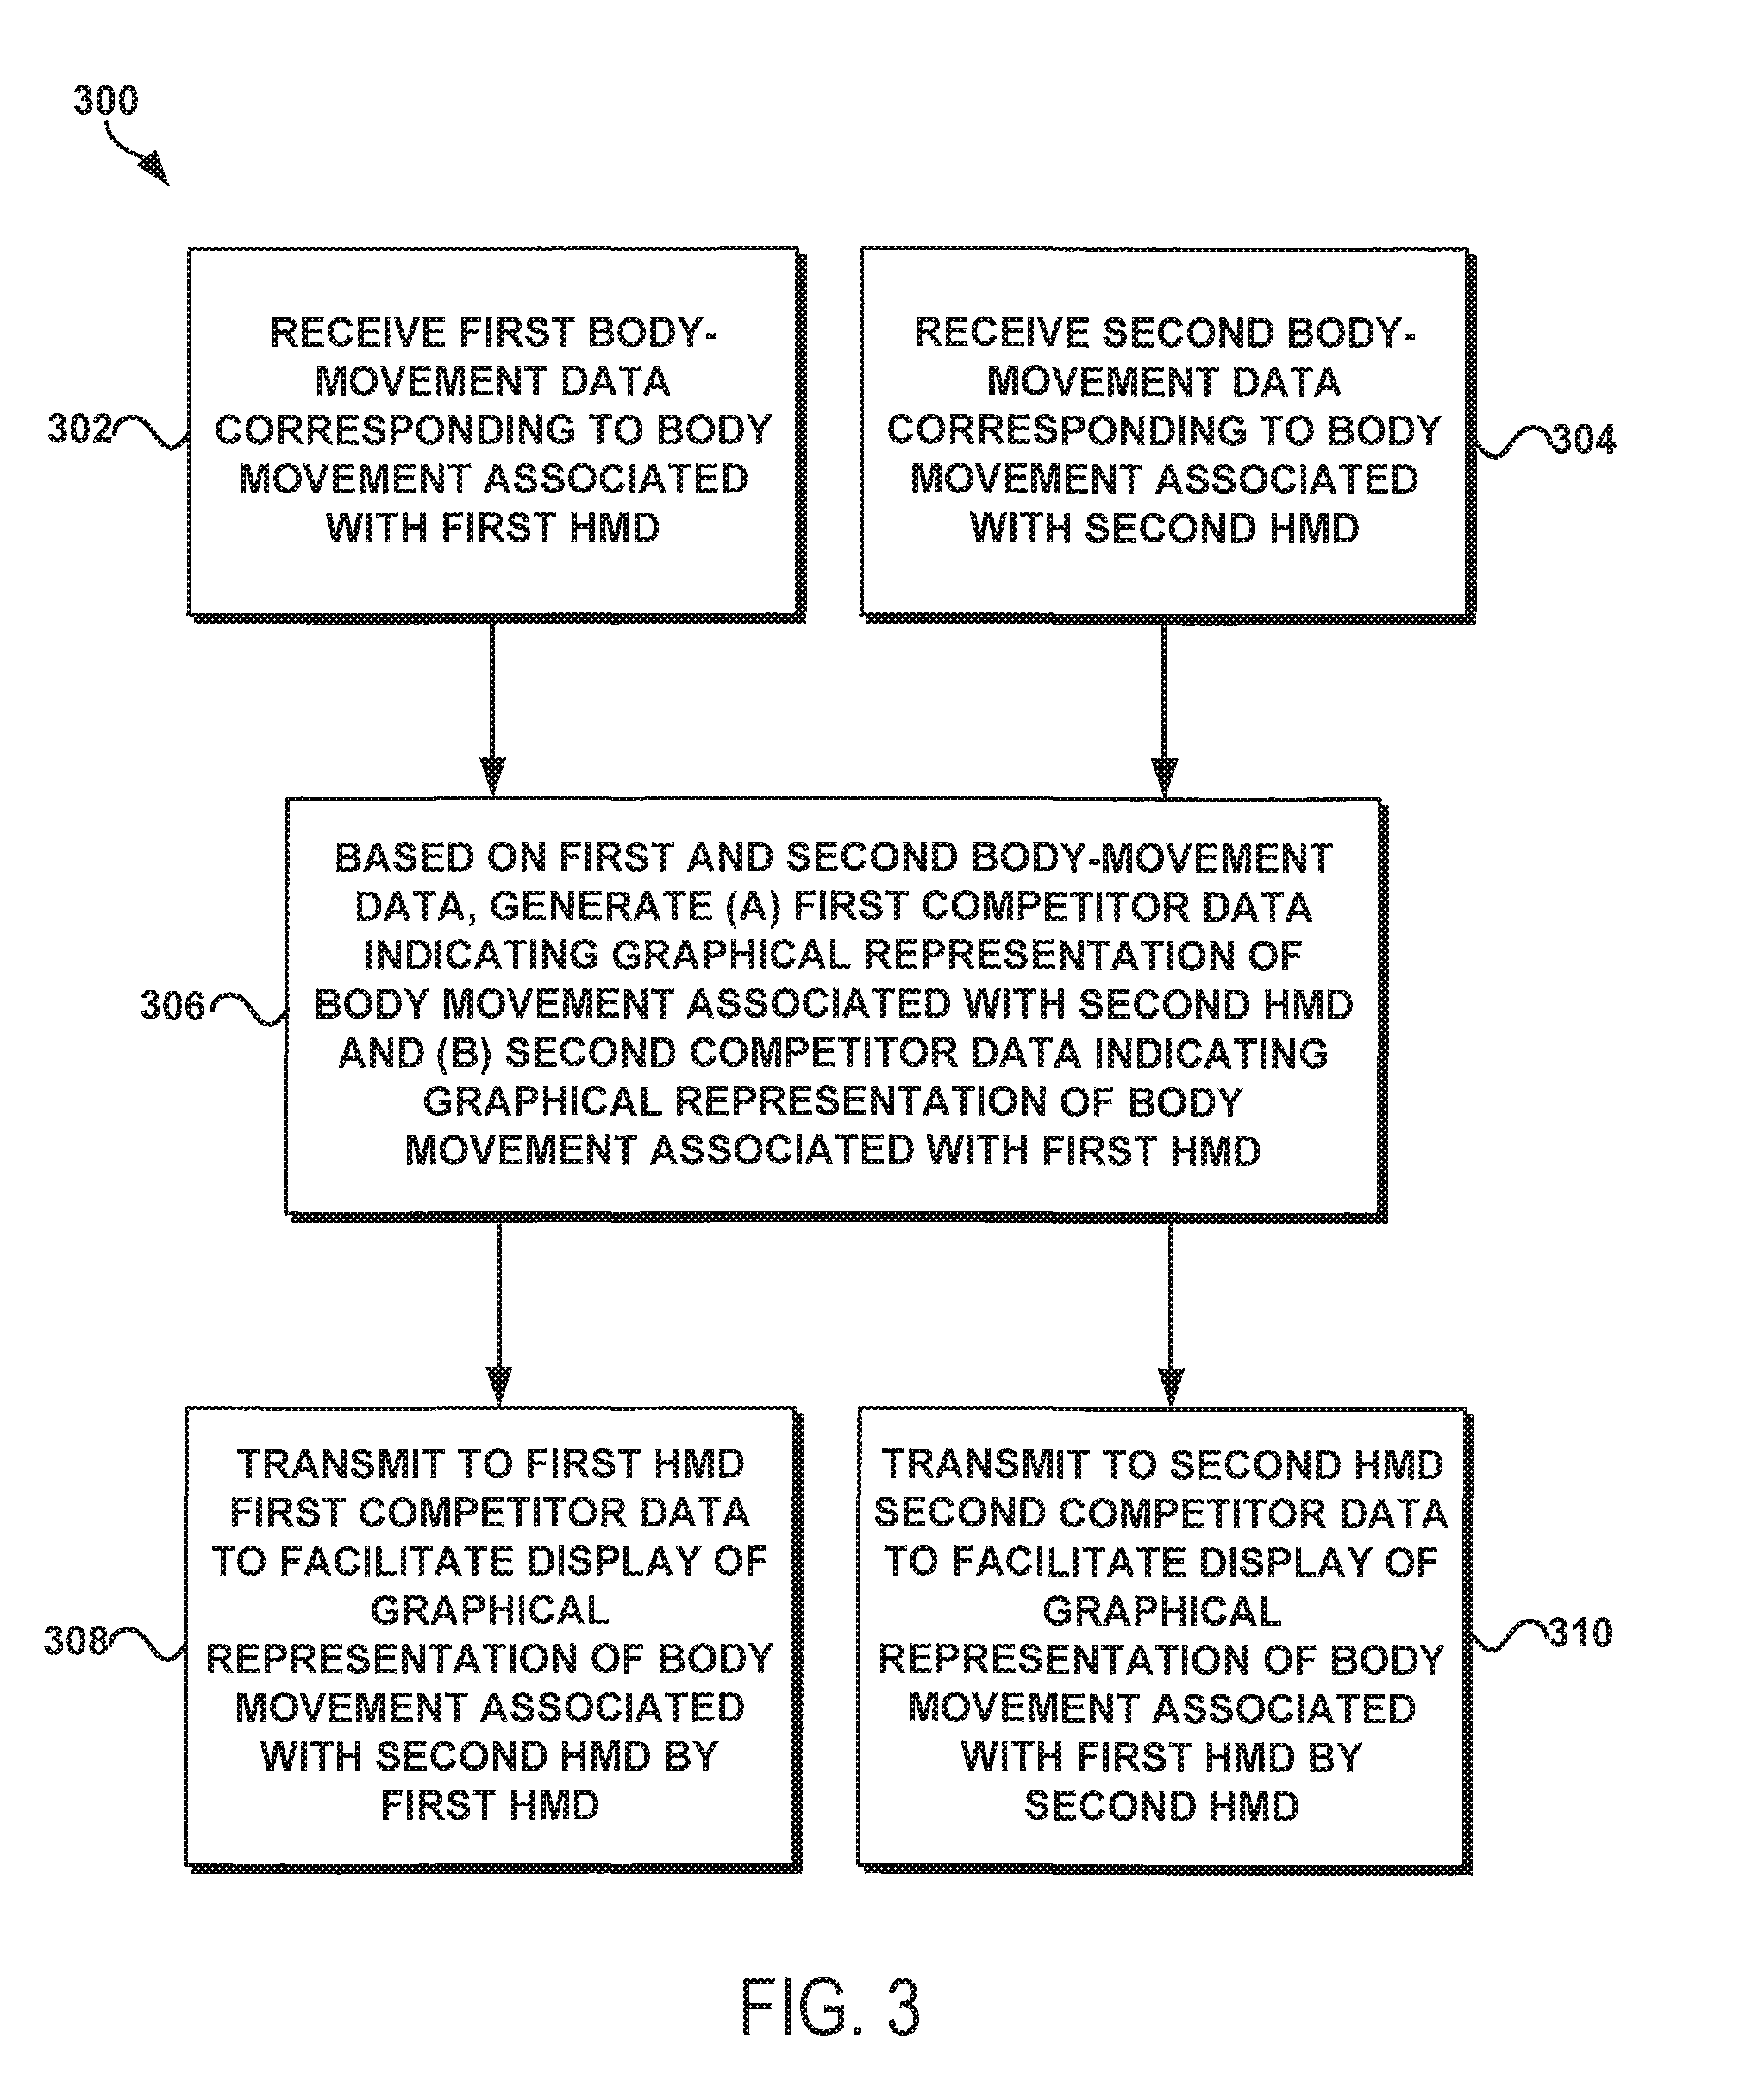 300
RECEIVE FIRST BODY-
MOVEMENT DATA
CORRESPONDING TO BODY
MOVEMENT ASSOCIATED
WITH FIRST HMD
302
RECEIVE SECOND BODY-
MOVEMENT DATA
CORRESPONDING TO BODY
MOVEMENT ASSOCIATED
WITH SECOND HMD
304
BASED ON FIRST AND SECOND BODY-MOVEMENT
DATA, GENERATE (A) FIRST COMPETITOR DATA
INDICATING GRAPHICAL REPRESENTATION OF
BODY MOVEMENT ASSOCIATED WITH SECOND HMD
AND (B) SECOND COMPETITOR DATA INDICATING
GRAPHICAL REPRESENTATION OF BODY
MOVEMENT ASSOCIATED WITH FIRST HMD
306
TRANSMIT TO FIRST HMD
FIRST COMPETITOR DATA
TO FACILITATE DISPLAY OF
GRAPHICAL
REPRESENTATION OF BODY
MOVEMENT ASSOCIATED
WITH SECOND HMD BY
FIRST HMD
308
TRANSMIT TO SECOND HMD
SECOND COMPETITOR DATA
TO FACILITATE DISPLAY OF
GRAPHICAL
REPRESENTATION OF BODY
MOVEMENT ASSOCIATED
WITH FIRST HMD BY
SECOND HMD
310
FIG. 3